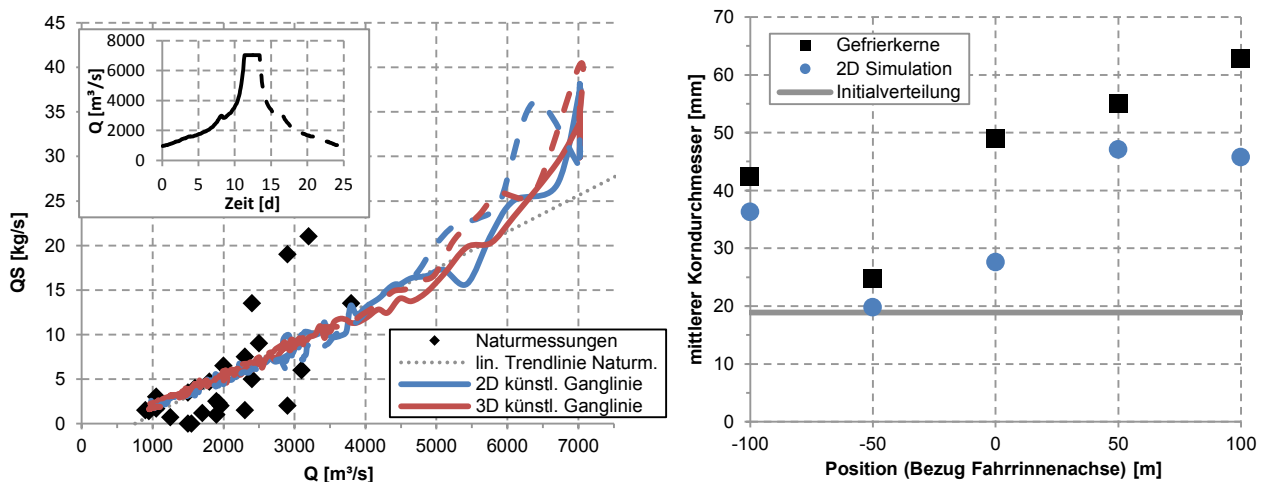 45
40
35
30
25
20
15
10
5
0
QS [kg/s]
0 1000 2000 3000 4000 5000 6000 7000
Q [m³/s]
8000
6000
4000
2000
0
Q [m³/s]
0 5 10 15 20 25
Zeit [d]
Naturmessungen
lin. Trendlinie Naturm.
2D künstl. Ganglinie
3D künstl. Ganglinie
70
60
50
40
30
20
10
0
mittlerer Korndurchmesser [mm]
Gefrierkerne
2D Simulation
Initialverteilung
-100 -50 0 50 100
Position (Bezug Fahrrinnenachse) [m]